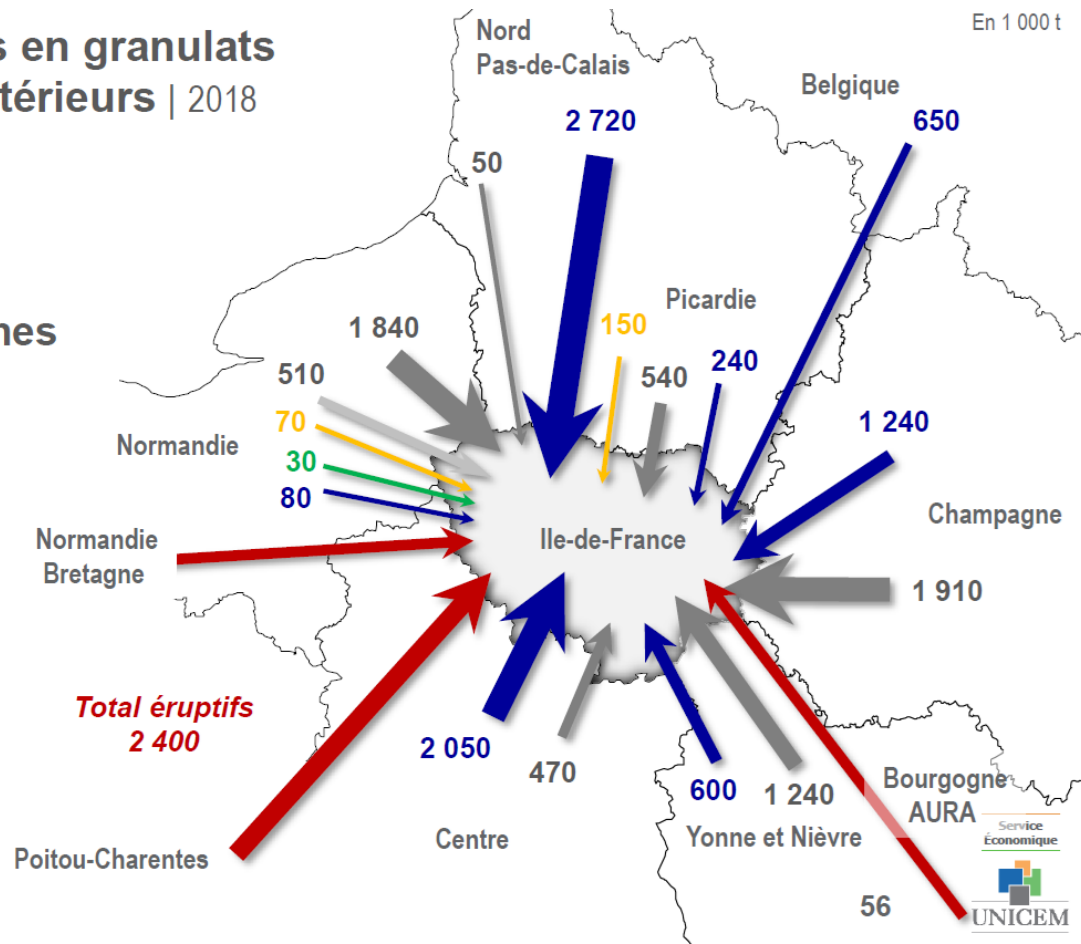 s en granulats
térieurs | 2018
En 1 000 t
Nord
Pas-de-Calais
Belgique
2 720
650
50
nes
Picardie
1 840
150
240
510
540
70
1 240
Normandie
30
80
Champagne
Normandie
Bretagne
Ile-de-France
1 910
Total éruptifs
2 400
2 050
470
600
1 240
Bourgogne
AURA
Centre
Yonne et Nièvre
Poitou-Charentes
Service
Économique
56
UNICEM